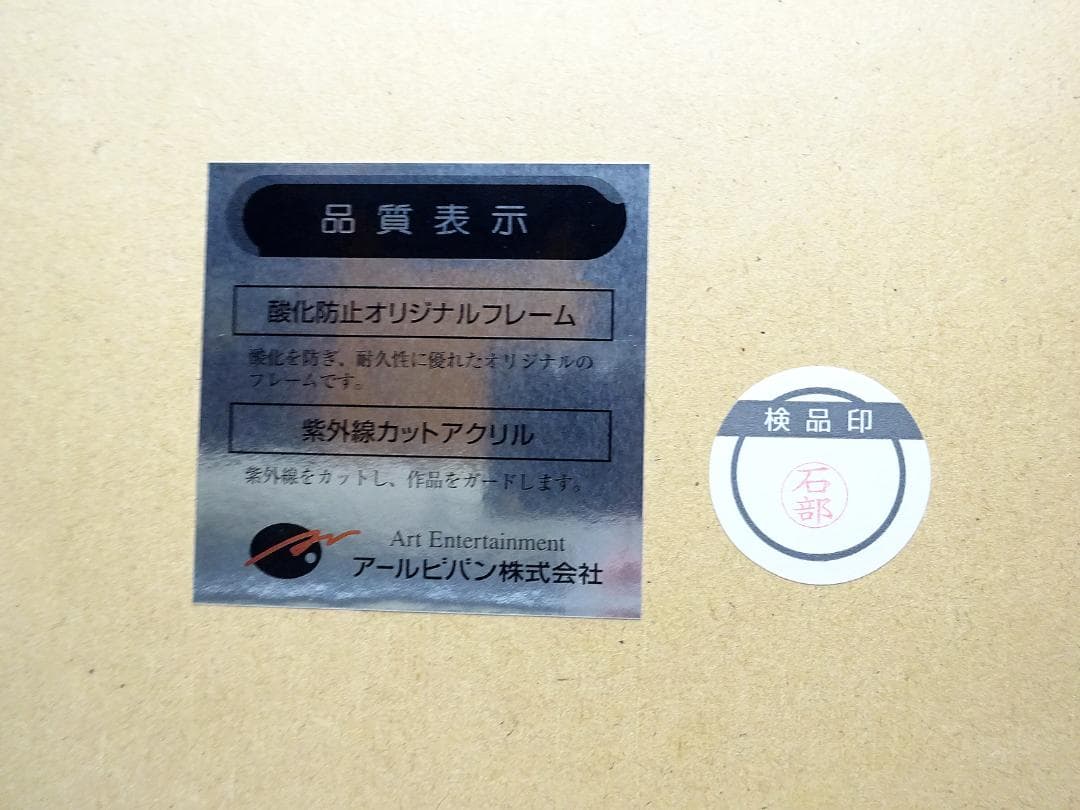 品質表示
酸化防止オリジナルフレーム
酸化を防ぎ、耐久性に優れたオリジナルの
フレームです。
紫外線カットアクリル
紫外線をカットし、作品をガードします。
Art Entertainment
アールビバン株式会社
検品印
石部